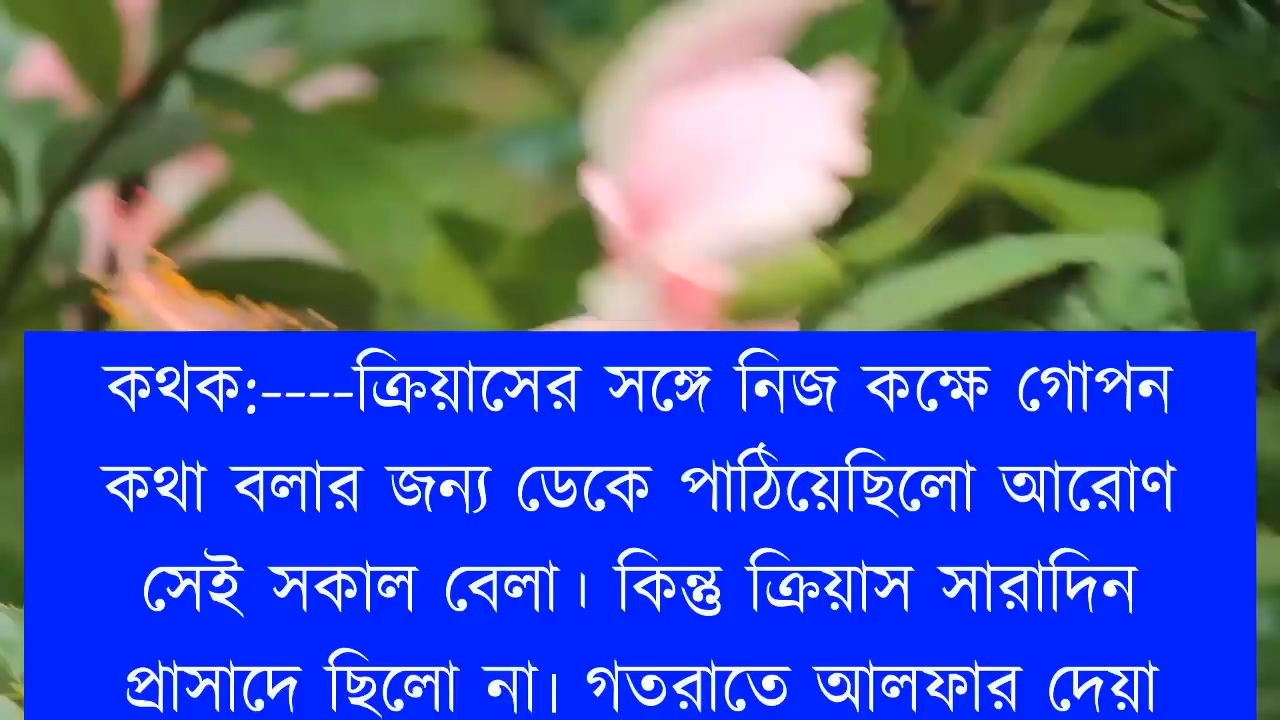 কথক:----ক্রিয়াসের সঙ্গে নিজ কক্ষে গোপন
কথা বলার জন্য ডেকে পাঠিয়েছিলো আরোণ
সেই সকাল বেলা। কিন্তু ক্রিয়াস সারাদিন
প্রাসাদে ছিলো না। গতরাতে আলফার দেয়া